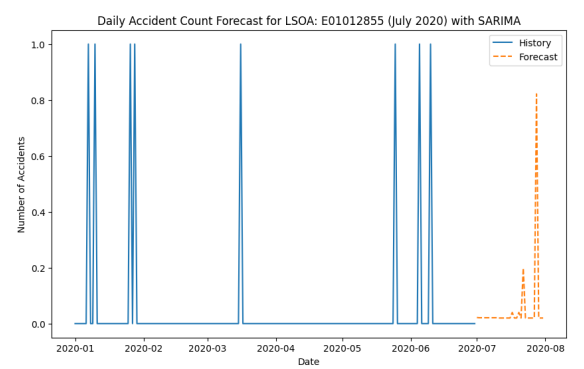 Daily Accident Count Forecast for LSOA: E01012855 (July 2020) with SARIMA
History
Forecast
Number of Accidents
1.0
0.8
0.6
0.4
0.2
0.0
2020-01 2020-02 2020-03 2020-04 2020-05 2020-06 2020-07 2020-08
Date